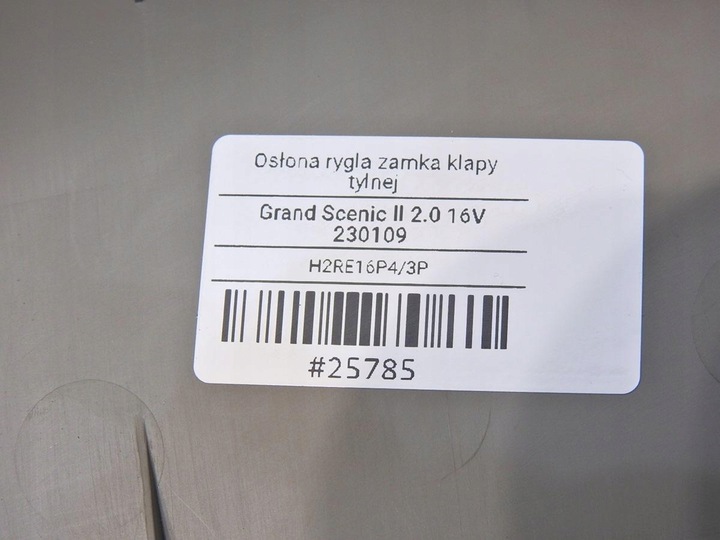 Osłona rygla zamka klapy
tylnej
Grand Scenic II 2.0 16V
230109
H2RE16P4/3P
#25785